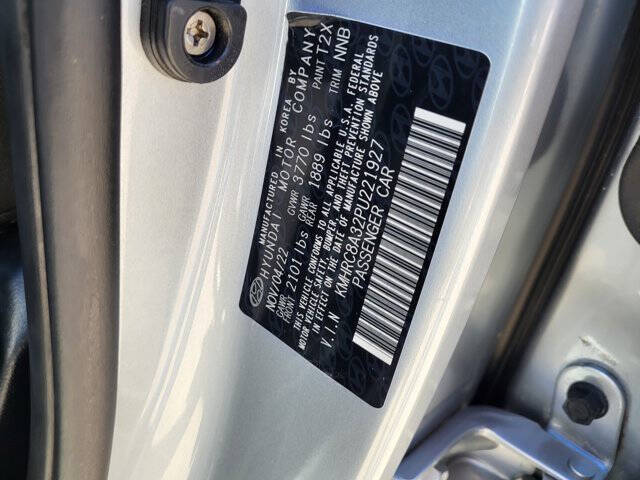 MANUFACTURED IN KOREA BY
HYUNDAI MOTOR COMPANY
NOV/04/22 GVWR 3770 lbs PAINT T2X
GAWR FRONT 2101 lbs GAWR REAR 1889 lbs TRIM NNB
THIS VEHICLE CONFORMS TO ALL APPLICABLE U.S.A. FEDERAL
MOTOR VEHICLE SAFETY, BUMPER, AND THEFT PREVENTION STANDARDS
IN EFFECT ON THE DATE OF MANUFACTURE SHOWN ABOVE
V.I.N KMHRC8A32PU221927
PASSENGER CAR